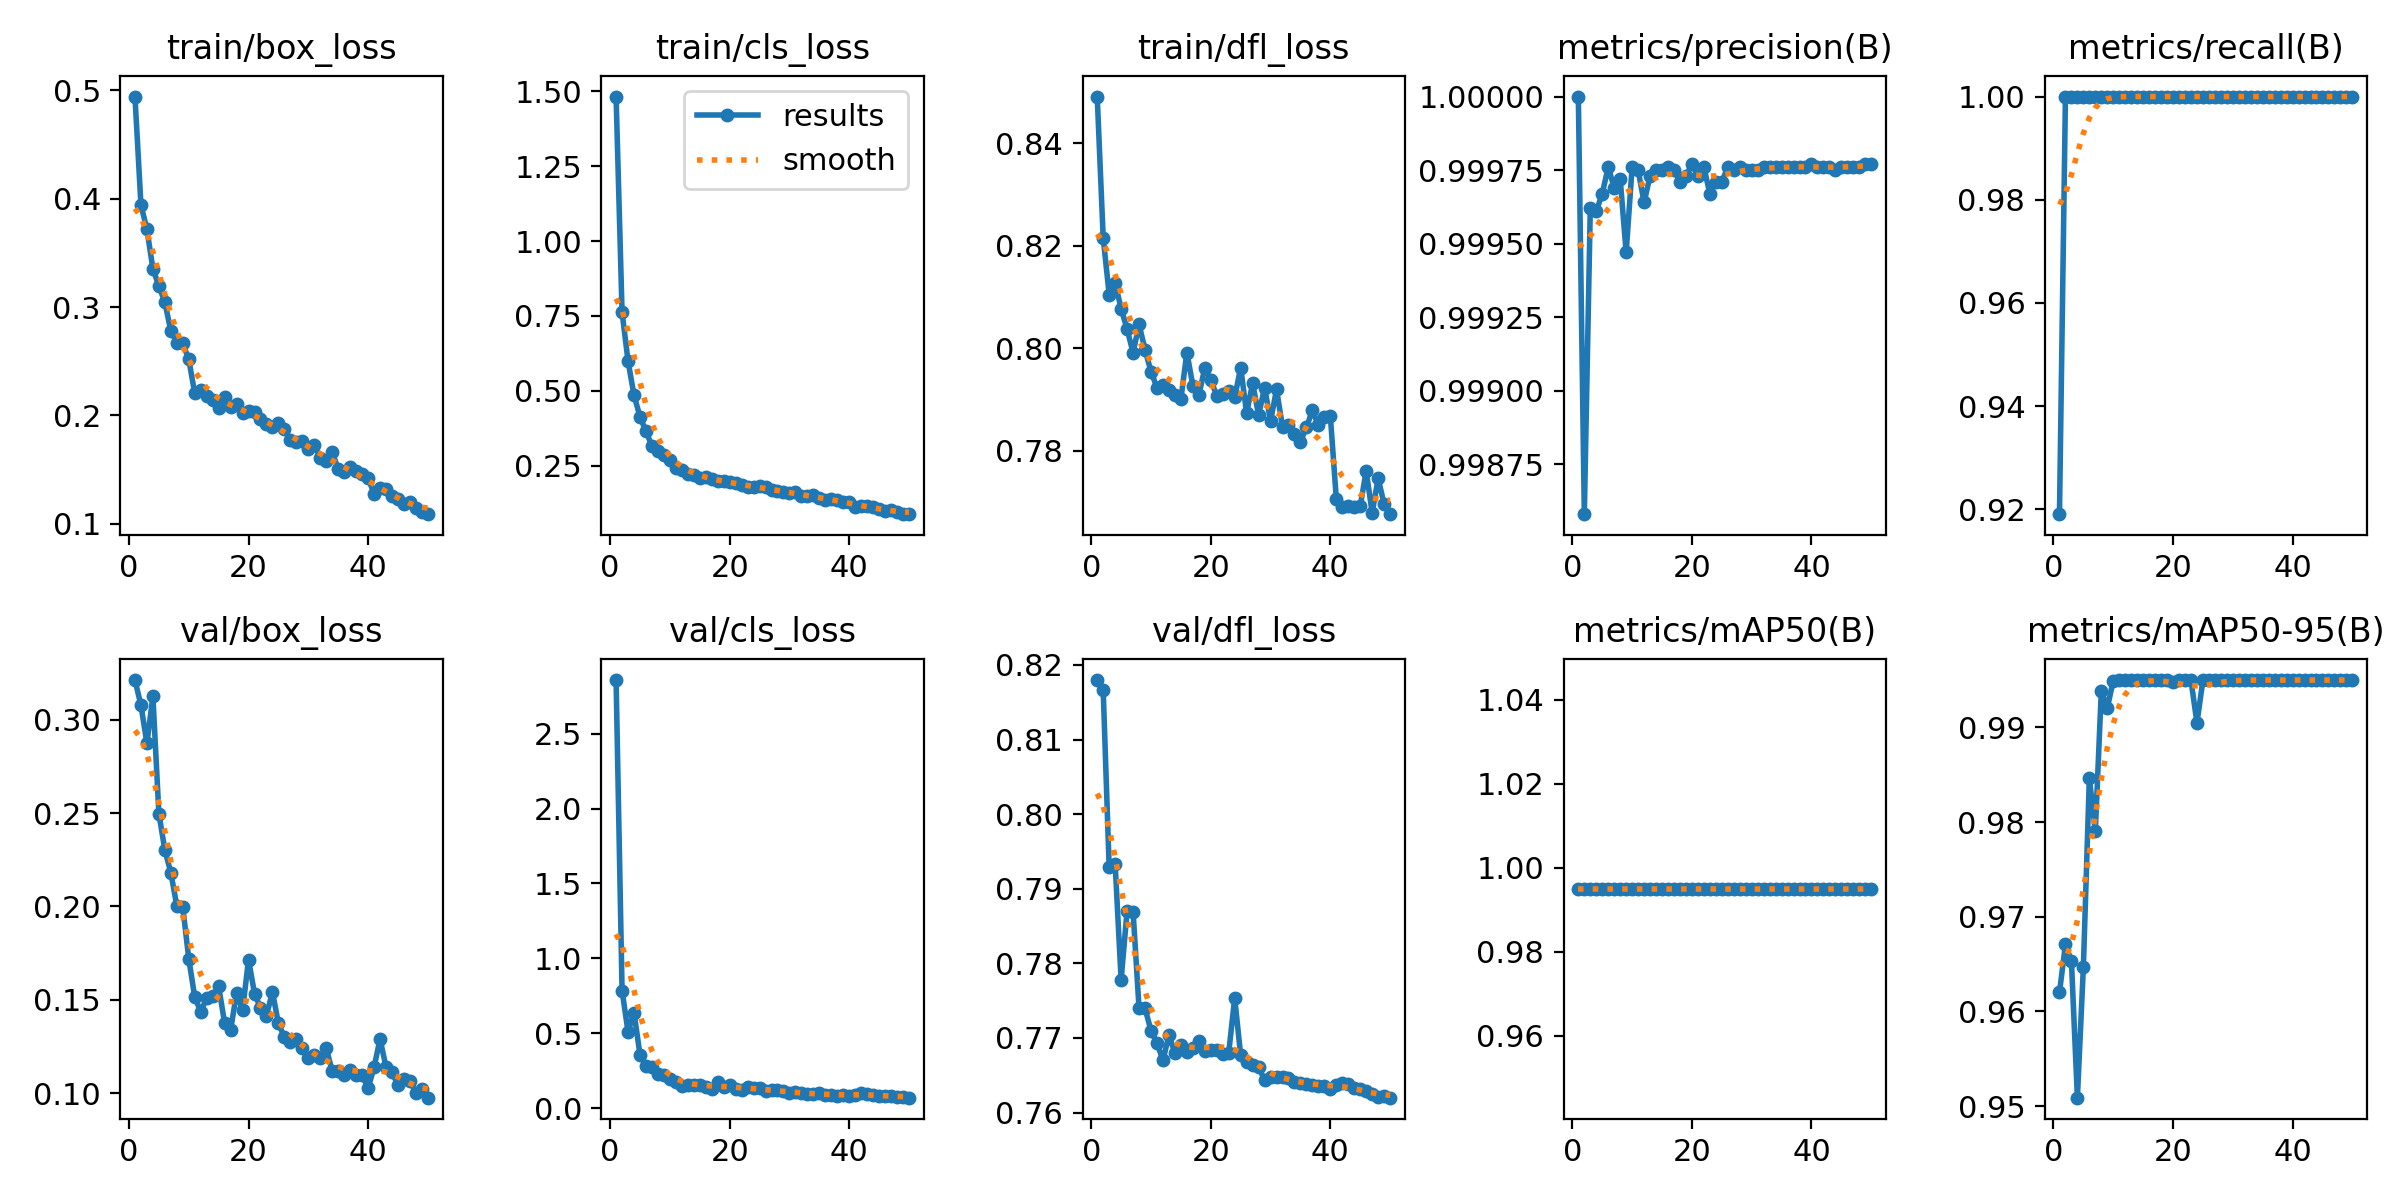 train/box_loss
0.5
0.4
0.3
0.2
0.1
0 20 40
train/cls_loss
results
smooth
1.50
1.25
1.00
0.75
0.50
0.25
0 20 40
train/dfl_loss
0.84
0.82
0.80
0.78
0 20 40
metrics/precision(B)
1.00000
0.99975
0.99950
0.99925
0.99900
0.99875
0 20 40
metrics/recall(B)
1.00
0.98
0.96
0.94
0.92
0 20 40
val/box_loss
0.30
0.25
0.20
0.15
0.10
0 20 40
val/cls_loss
2.5
2.0
1.5
1.0
0.5
0.0
0 20 40
val/dfl_loss
0.82
0.81
0.80
0.79
0.78
0.77
0.76
0 20 40
metrics/mAP50(B)
1.04
1.02
1.00
0.98
0.96
0 20 40
metrics/mAP50-95(B)
0.99
0.98
0.97
0.96
0.95
0 20 40